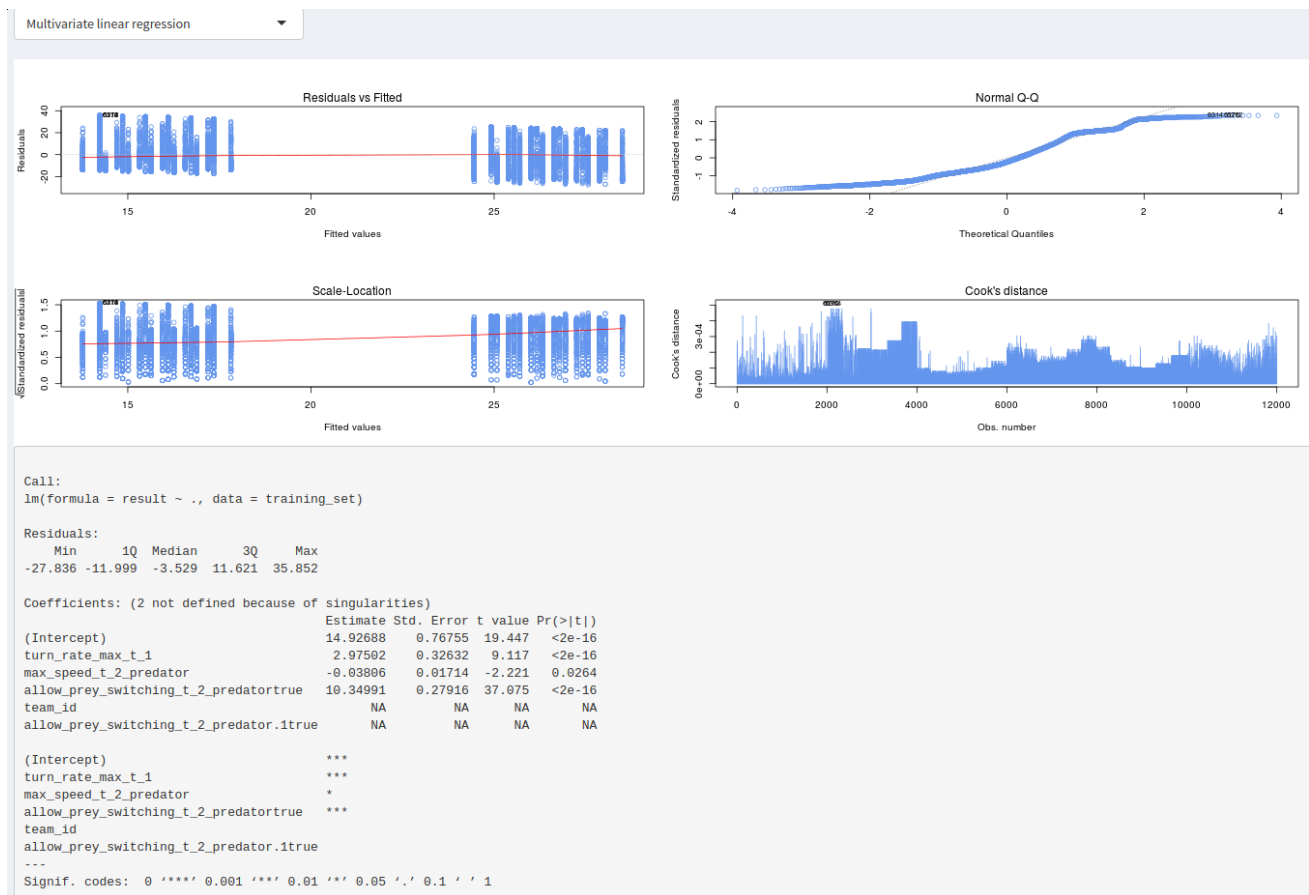 Multivariate linear regression
Residuals vs Fitted
Residuals
40
20
0
-20
15
20
25
Fitted values
Normal Q-Q
Standardized residuals
2
1
0
-1
-4
-2
0
2
4
Theoretical Quantiles
Scale-Location
√|Standardized residuals|
1.5
1.0
0.5
0.0
15
20
25
Fitted values
Cook's distance
Cook's distance
3e-04
0e+00
0
2000
4000
6000
8000
10000
12000
Obs. number
Call:
lm(formula = result ~ ., data = training_set)
Residuals:
Min 1Q Median 3Q Max
-27.836 -11.999 -3.529 11.621 35.852
Coefficients: (2 not defined because of singularities)
Estimate Std. Error t value Pr(>|t|)
(Intercept) 14.92688 0.76755 19.447 <2e-16
turn_rate_max_t_1 2.97502 0.32632 9.117 <2e-16
max_speed_t_2_predator -0.03806 0.01714 -2.221 0.0264
allow_prey_switching_t_2_predatortrue 10.34991 0.27916 37.075 <2e-16
team_id NA NA NA NA
allow_prey_switching_t_2_predator.1true NA NA NA NA
(Intercept) ***
turn_rate_max_t_1 ***
max_speed_t_2_predator *
allow_prey_switching_t_2_predatortrue ***
team_id
allow_prey_switching_t_2_predator.1true
---
Signif. codes: 0 ‘***’ 0.001 ‘**’ 0.01 ‘*’ 0.05 ‘.’ 0.1 ‘ ’ 1